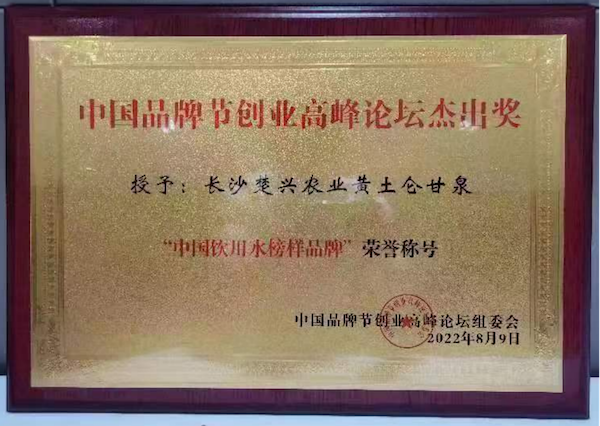 中国品牌节创业高峰论坛杰出奖
授予：长沙楚兴农业黄土仑甘泉
“中国饮用水榜样品牌”荣誉称号
中国品牌节创业高峰论坛组委会
2022年8月9日